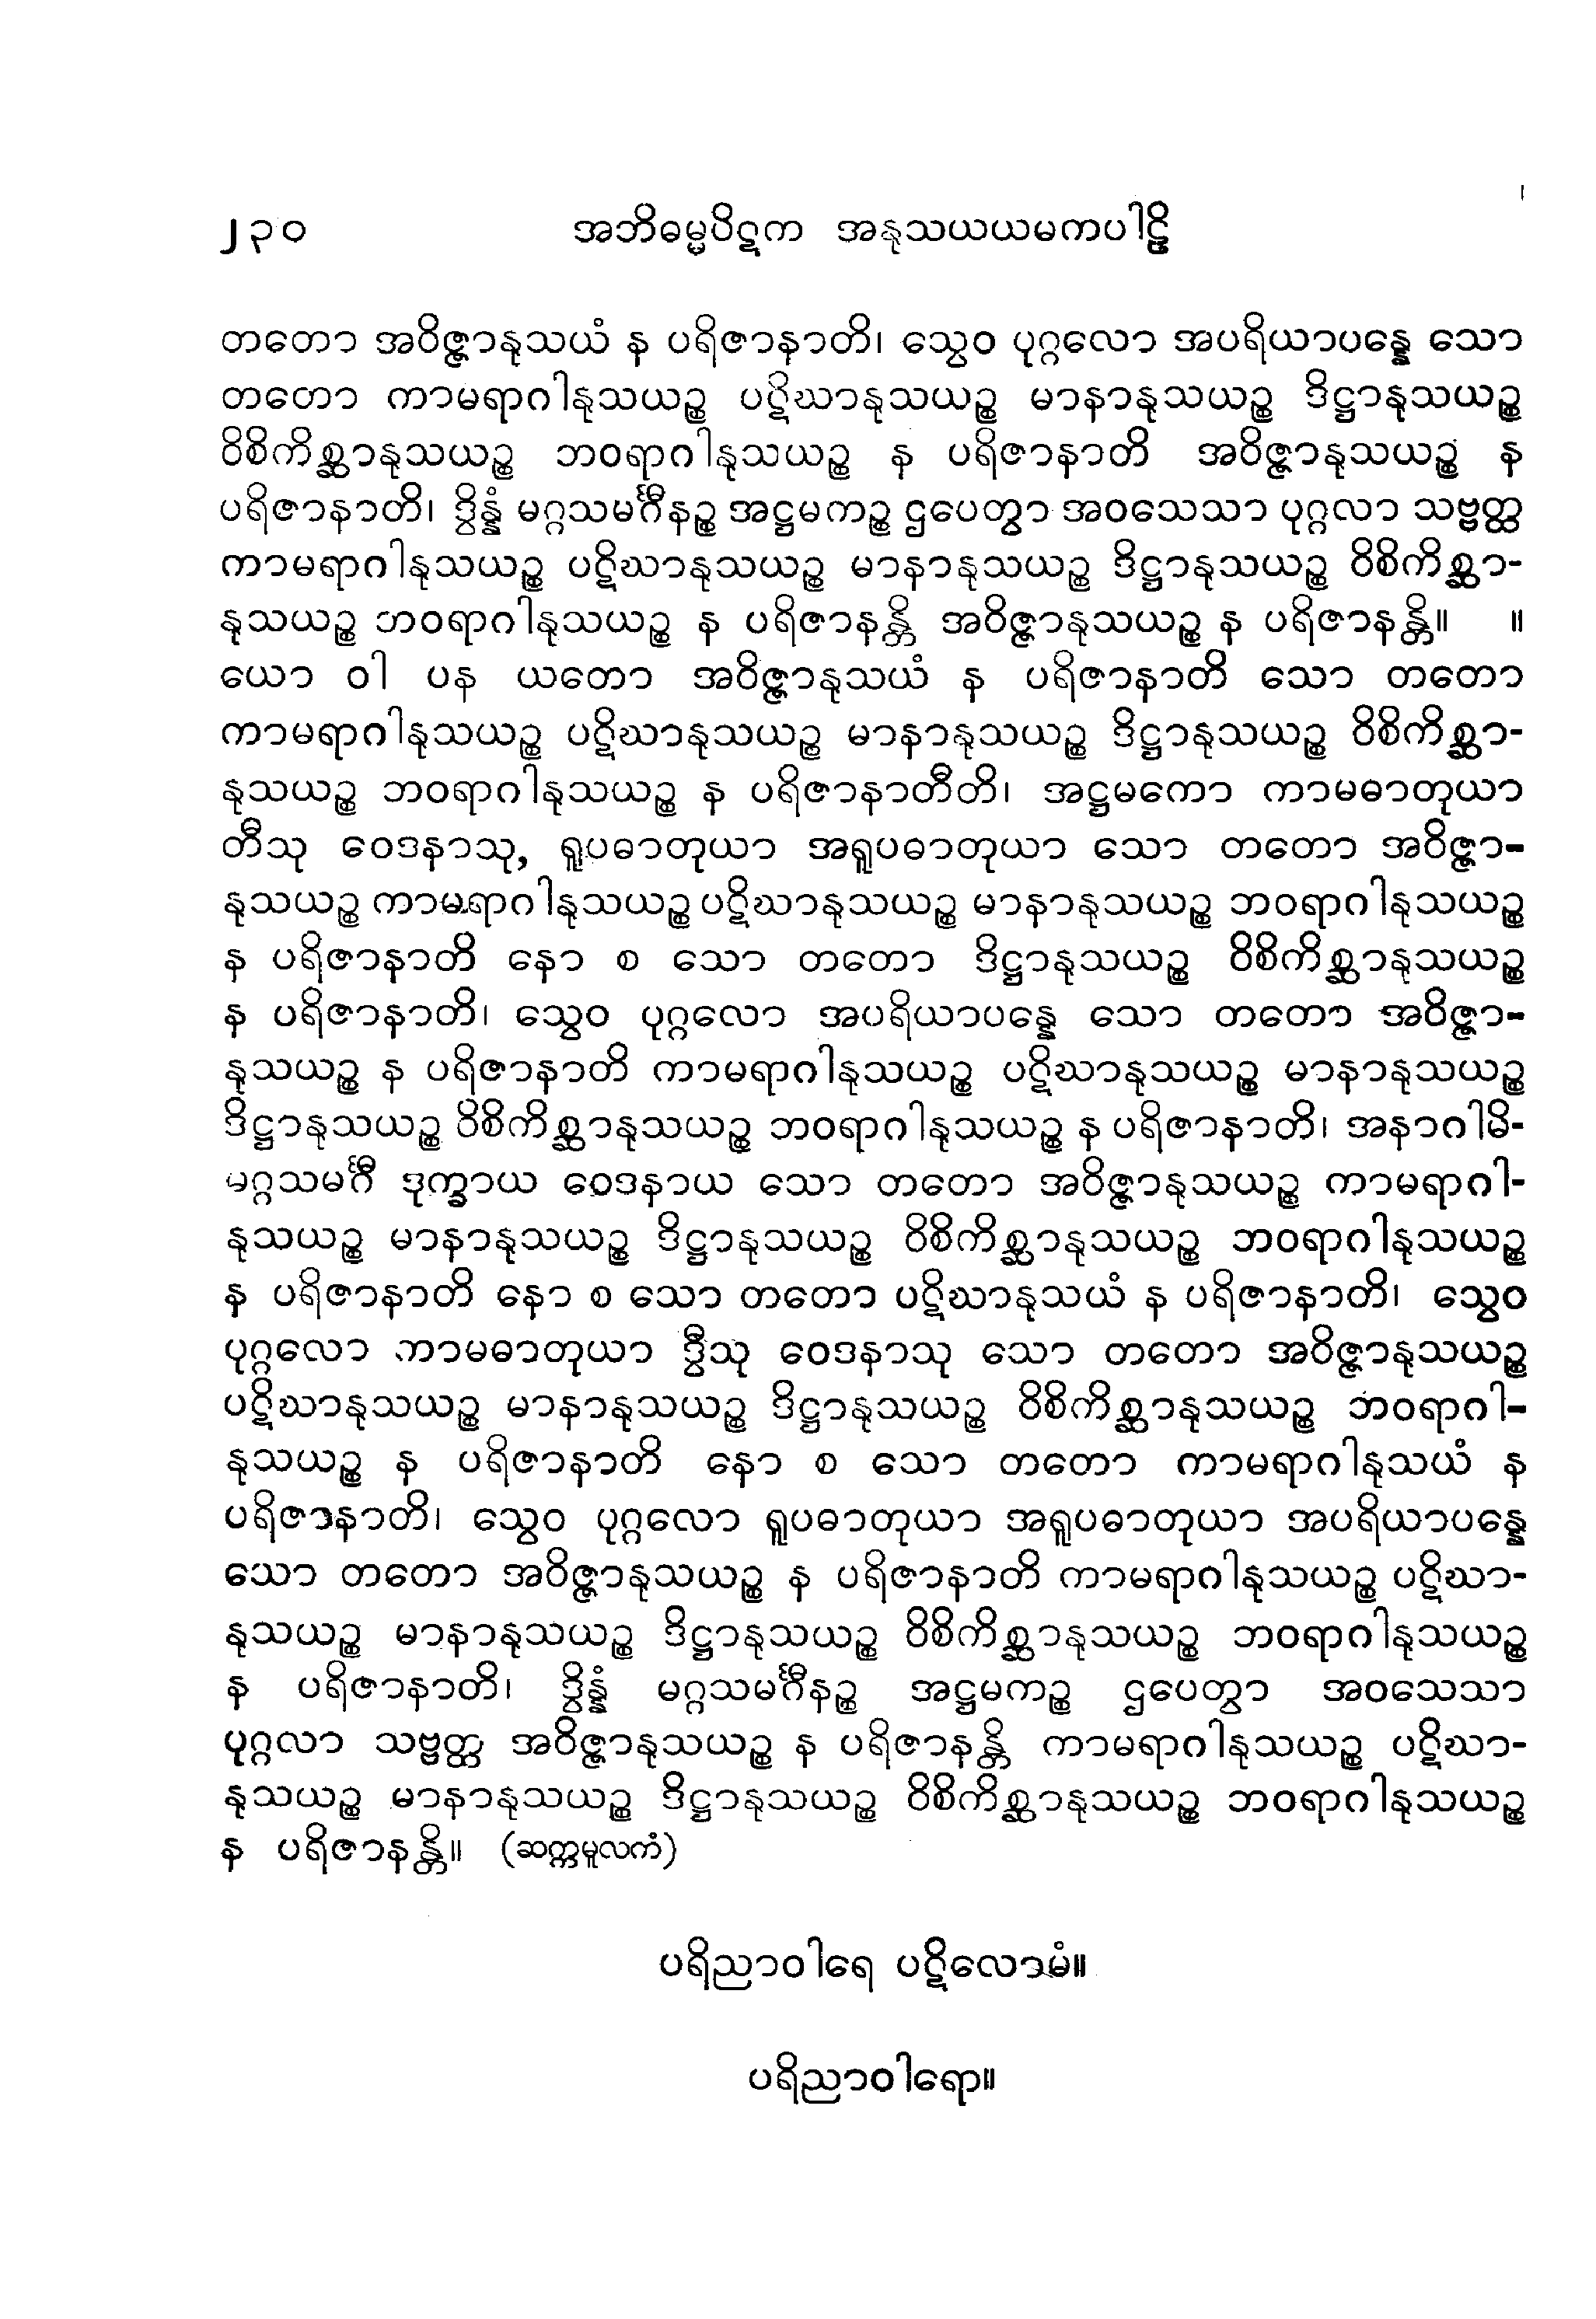 ၂၃၀ အဘိဓမ္မပိဋက အနုသယယမကပါဠိ
တတော အဝိဇ္ဇာနုသယံ န ပရိဇာနာတိ၊ သွေဝ ပုဂ္ဂလော အပရိယာပန္နေ သော
တတော ကာမရာဂါနုသယဉ္စ ပဋိဃာနုသယဉ္စ မာနာနုသယဉ္စ ဒိဋ္ဌာနုသယဉ္စ
ဝိစိကိစ္ဆာနုသယဉ္စ ဘဝရာဂါနုသယဉ္စ န ပရိဇာနာတိ အဝိဇ္ဇာနုသယဉ္စ န
ပရိဇာနာတိ၊ ဒွိန္နံ မဂ္ဂသမင်္ဂီနဉ္စ အဋ္ဌမကဉ္စ ဌပေတွာ အဝသေသာ ပုဂ္ဂလာ သဗ္ဗတ္ထ
ကာမရာဂါနုသယဉ္စ ပဋိဃာနုသယဉ္စ မာနာနုသယဉ္စ ဒိဋ္ဌာနုသယဉ္စ ဝိစိကိစ္ဆာ-
နုသယဉ္စ ဘဝရာဂါနုသယဉ္စ န ပရိဇာနန္တိ အဝိဇ္ဇာနုသယဉ္စ န ပရိဇာနန္တိ။ ။
ယော ဝါ ပန ယတော အဝိဇ္ဇာနုသယံ န ပရိဇာနာတိ သော တတော
ကာမရာဂါနုသယဉ္စ ပဋိဃာနုသယဉ္စ မာနာနုသယဉ္စ ဒိဋ္ဌာနုသယဉ္စ ဝိစိကိစ္ဆာ-
နုသယဉ္စ ဘဝရာဂါနုသယဉ္စ န ပရိဇာနာတီတိ၊ အဋ္ဌမကော ကာမဓာတုယာ
တီသု ဝေဒနာသု, ရူပဓာတုယာ အရူပဓာတုယာ သော တတော အဝိဇ္ဇာ-
နုသယဉ္စ ကာမရာဂါနုသယဉ္စ ပဋိဃာနုသယဉ္စ မာနာနုသယဉ္စ ဘဝရာဂါနုသယဉ္စ
န ပရိဇာနာတိ နော စ သော တတော ဒိဋ္ဌာနုသယဉ္စ ဝိစိကိစ္ဆာနုသယဉ္စ
န ပရိဇာနာတိ၊ သွေဝ ပုဂ္ဂလော အပရိယာပန္နေ သော တတော အဝိဇ္ဇာ-
နုသယဉ္စ န ပရိဇာနာတိ ကာမရာဂါနုသယဉ္စ ပဋိဃာနုသယဉ္စ မာနာနုသယဉ္စ
ဒိဋ္ဌာနုသယဉ္စ ဝိစိကိစ္ဆာနုသယဉ္စ ဘဝရာဂါနုသယဉ္စ န ပရိဇာနာတိ၊ အနာဂါမိ-
မဂ္ဂသမင်္ဂီ ဒုက္ခာယ ဝေဒနာယ သော တတော အဝိဇ္ဇာနုသယဉ္စ ကာမရာဂါ-
နုသယဉ္စ မာနာနုသယဉ္စ ဒိဋ္ဌာနုသယဉ္စ ဝိစိကိစ္ဆာနုသယဉ္စ ဘဝရာဂါနုသယဉ္စ
န ပရိဇာနာတိ နော စ သော တတော ပဋိဃာနုသယံ န ပရိဇာနာတိ၊ သွေဝ
ပုဂ္ဂလော ကာမဓာတုယာ ဒွီသု ဝေဒနာသု သော တတော အဝိဇ္ဇာနုသယဉ္စ
ပဋိဃာနုသယဉ္စ မာနာနုသယဉ္စ ဒိဋ္ဌာနုသယဉ္စ ဝိစိကိစ္ဆာနုသယဉ္စ ဘဝရာဂါ-
နုသယဉ္စ န ပရိဇာနာတိ နော စ သော တတော ကာမရာဂါနုသယံ န
ပရိဇာနာတိ၊ သွေဝ ပုဂ္ဂလော ရူပဓာတုယာ အရူပဓာတုယာ အပရိယာပန္နေ
သော တတော အဝိဇ္ဇာနုသယဉ္စ န ပရိဇာနာတိ ကာမရာဂါနုသယဉ္စ ပဋိဃာ-
နုသယဉ္စ မာနာနုသယဉ္စ ဒိဋ္ဌာနုသယဉ္စ ဝိစိကိစ္ဆာနုသယဉ္စ ဘဝရာဂါနုသယဉ္စ
န ပရိဇာနာတိ၊ ဒွိန္နံ မဂ္ဂသမင်္ဂီနဉ္စ အဋ္ဌမကဉ္စ ဌပေတွာ အဝသေသာ
ပုဂ္ဂလာ သဗ္ဗတ္ထ အဝိဇ္ဇာနုသယဉ္စ န ပရိဇာနန္တိ ကာမရာဂါနုသယဉ္စ ပဋိဃာ-
နုသယဉ္စ မာနာနုသယဉ္စ ဒိဋ္ဌာနုသယဉ္စ ဝိစိကိစ္ဆာနုသယဉ္စ ဘဝရာဂါနုသယဉ္စ
န ပရိဇာနန္တိ။ (ဆက္ကမူလကံ)
ပရိညာဝါရေ ပဋိလောမံ။
ပရိညာဝါရော။